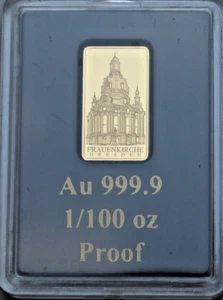 FRAUENKIRCHE
DRESDEN
Au 999.9
1/100 oz
Proof